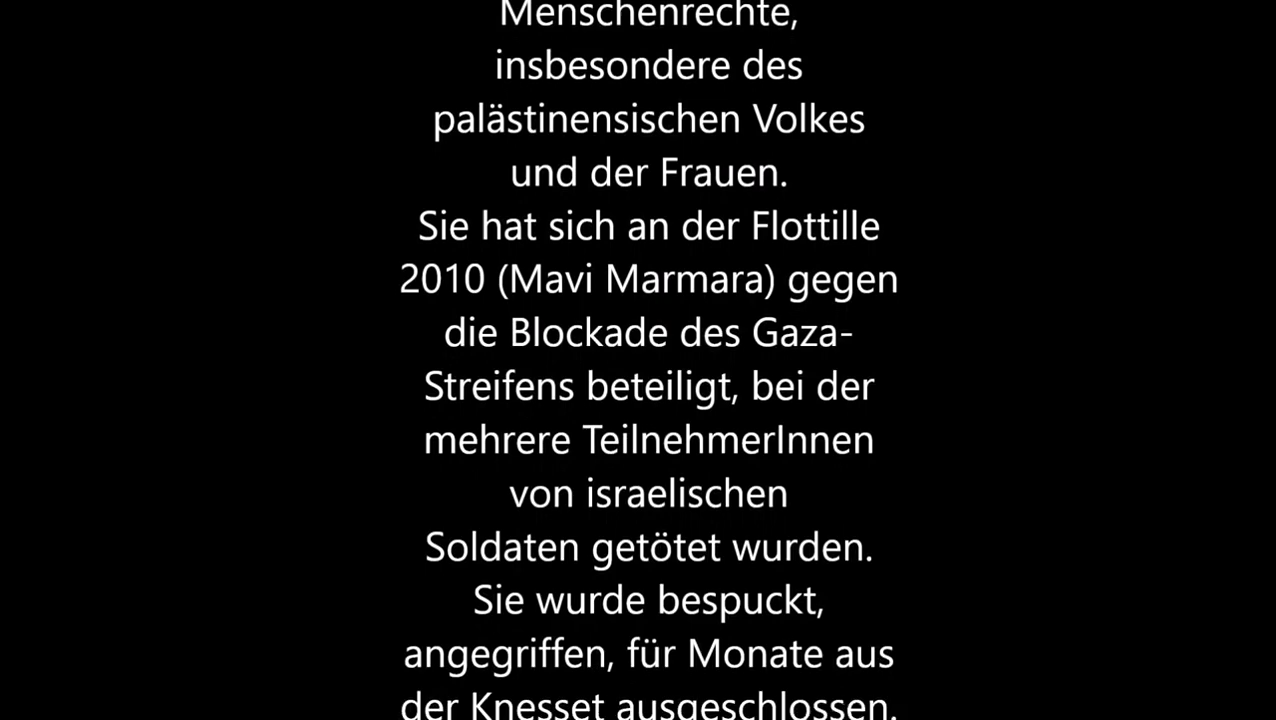 Menschenrechte,
insbesondere des
palästinensischen Volkes
und der Frauen.
Sie hat sich an der Flottille
2010 (Mavi Marmara) gegen
die Blockade des Gaza-
Streifens beteiligt, bei der
mehrere TeilnehmerInnen
von israelischen
Soldaten getötet wurden.
Sie wurde bespuckt,
angegriffen, für Monate aus
der Knesset ausgeschlossen.